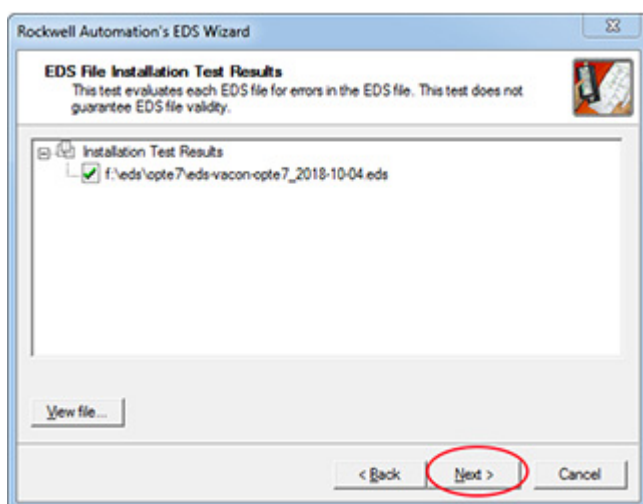 Rockwell Automation's EDS Wizard
EDS File Installation Test Results
This test evaluates each EDS file for errors in the EDS file. This test does not
guarantee EDS file validity.
Installation Test Results
f:\eds\opte7\eds-vacon-opte7_2018-10-04.eds
View file...
< Back
Next >
Cancel